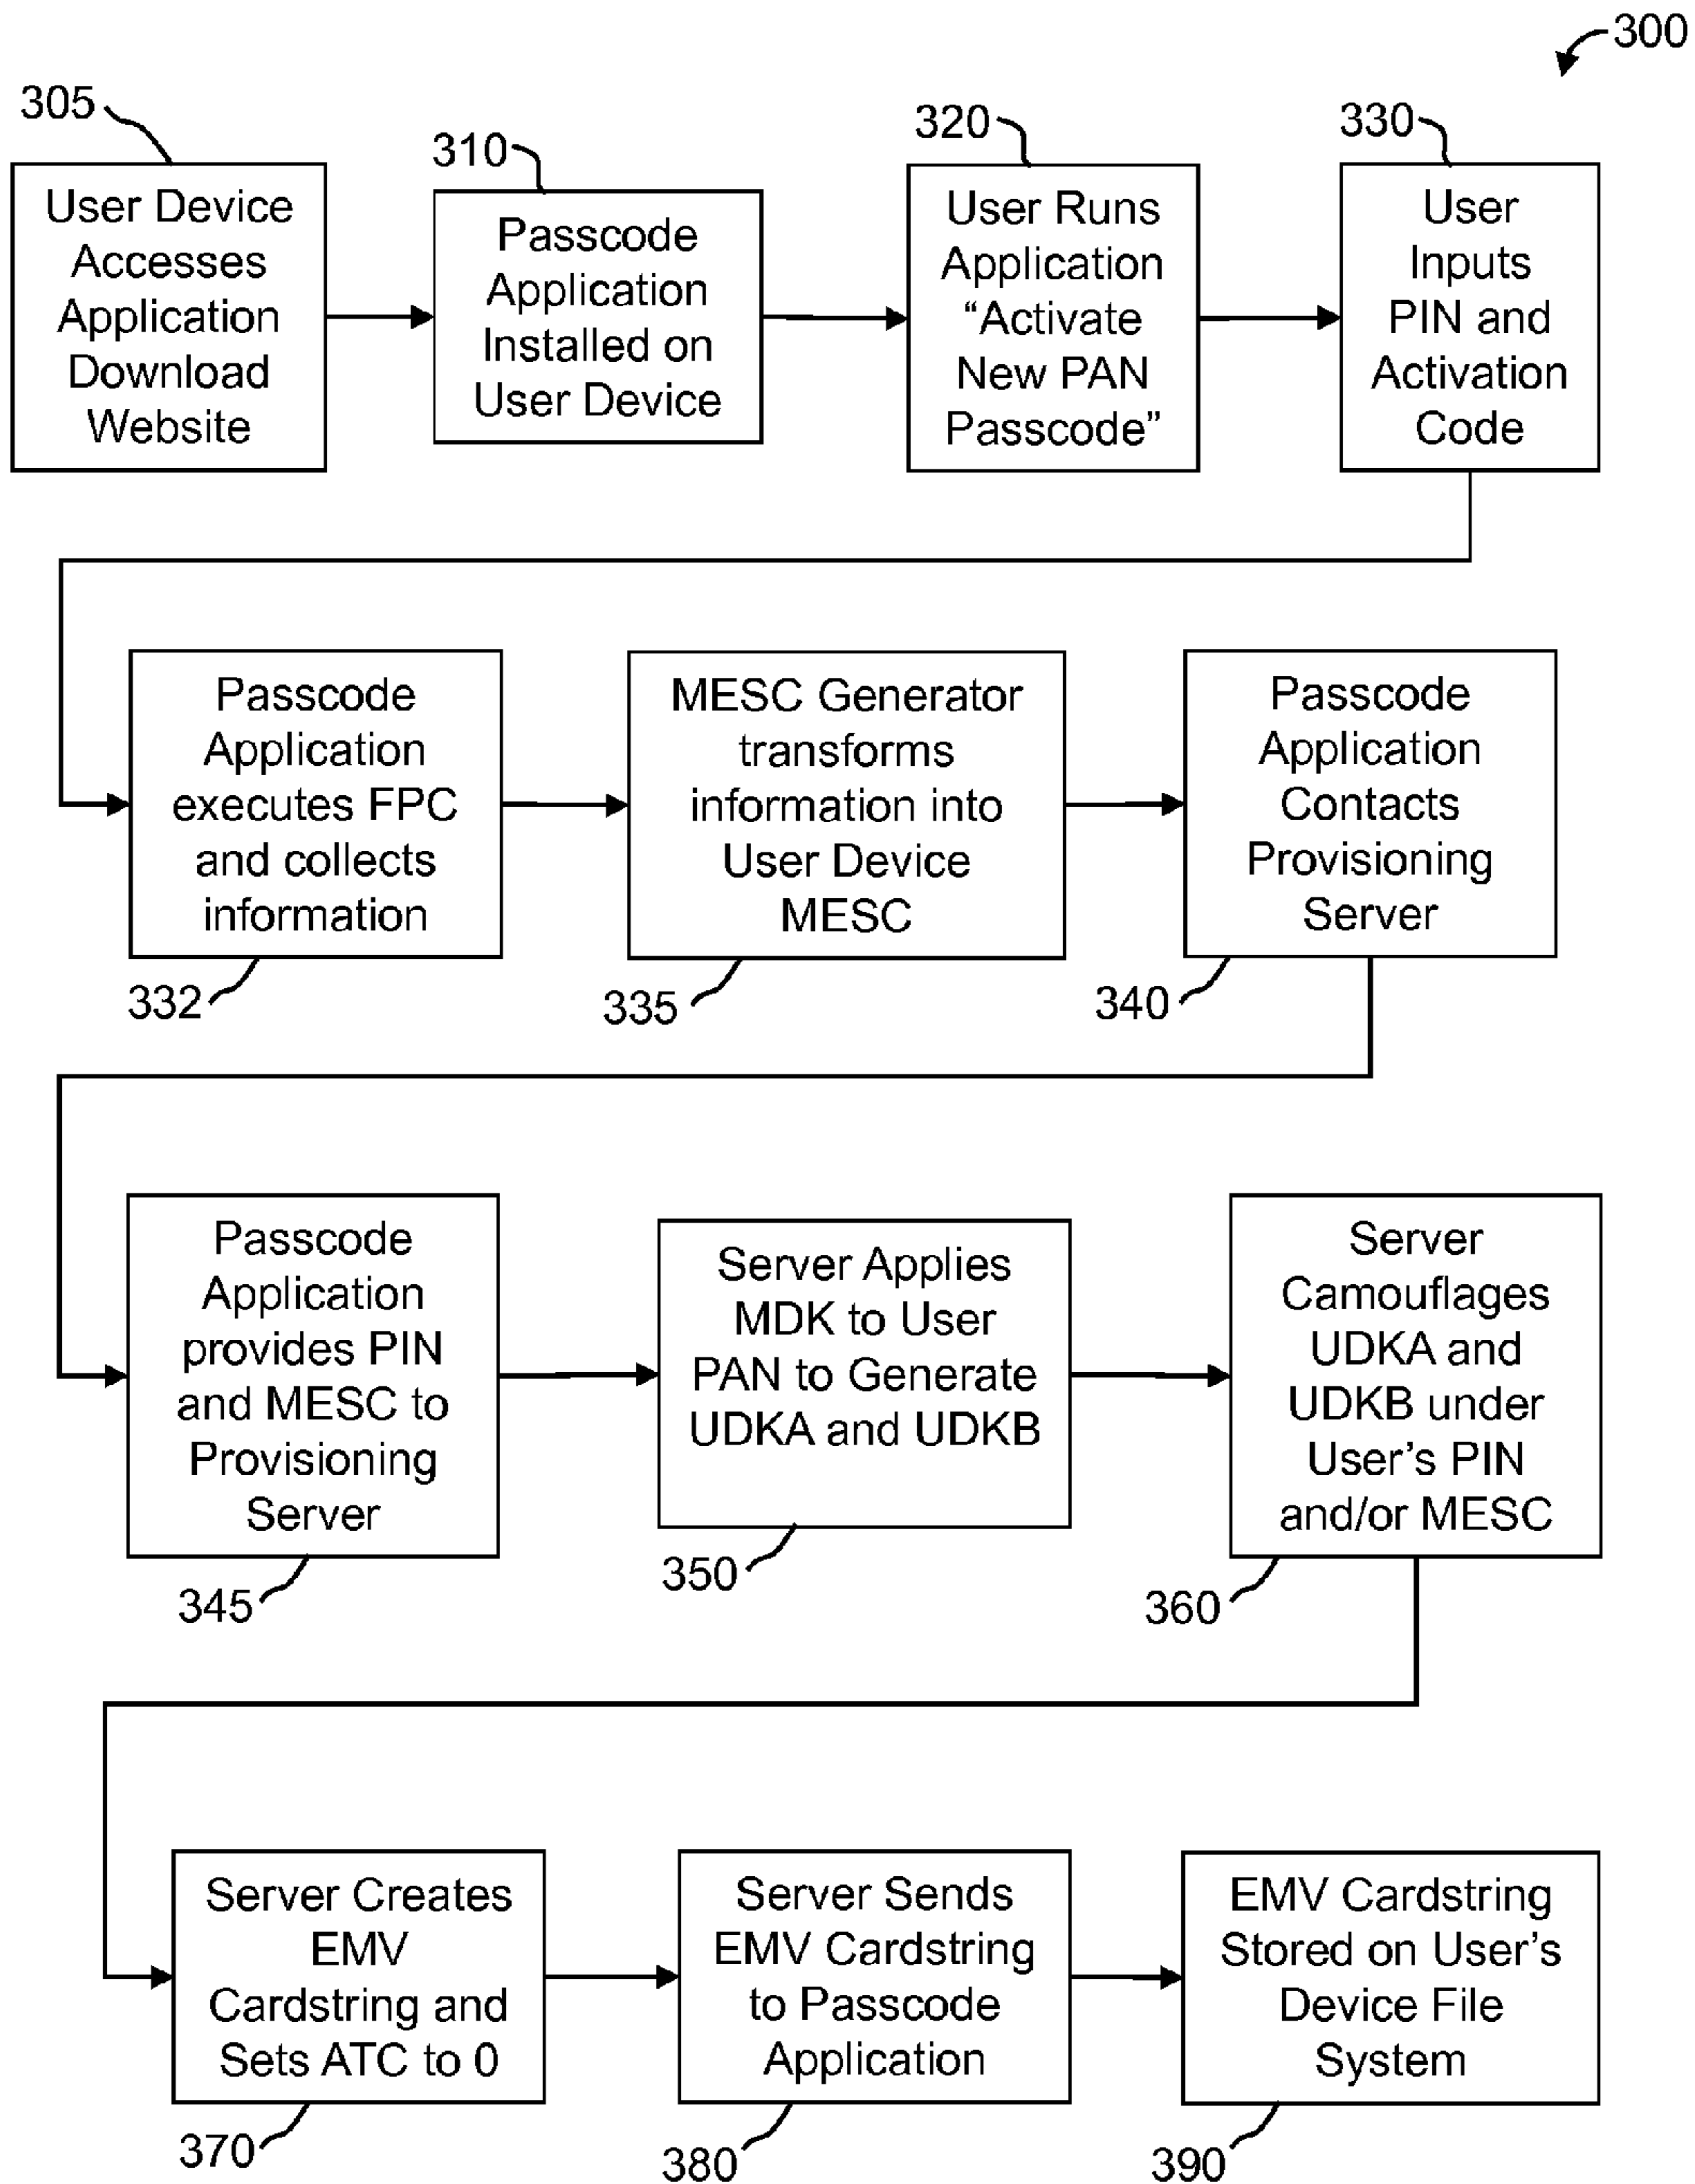 300
305
User Device
Accesses
Application
Download
Website
310
Passcode
Application
Installed on
User Device
320
User Runs
Application
“Activate
New PAN
Passcode”
330
User
Inputs
PIN and
Activation
Code
Passcode
Application
executes FPC
and collects
information
332
MESC Generator
transforms
information into
User Device
MESC
335
Passcode
Application
Contacts
Provisioning
Server
340
Passcode
Application
provides PIN
and MESC to
Provisioning
Server
345
Server Applies
MDK to User
PAN to Generate
UDKA and UDKB
350
Server
Camouflages
UDKA and
UDKB under
User’s PIN
and/or MESC
360
Server Creates
EMV
Cardstring and
Sets ATC to 0
370
Server Sends
EMV Cardstring
to Passcode
Application
380
EMV Cardstring
Stored on User’s
Device File
System
390